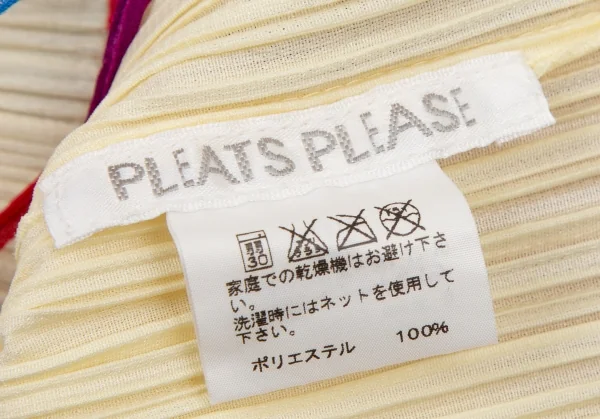 PLEATS PLEASE
弱 30
家庭での乾燥機はお避け下さ
い。
洗濯時にはネットを使用して
下さい。
ポリエステル 100%